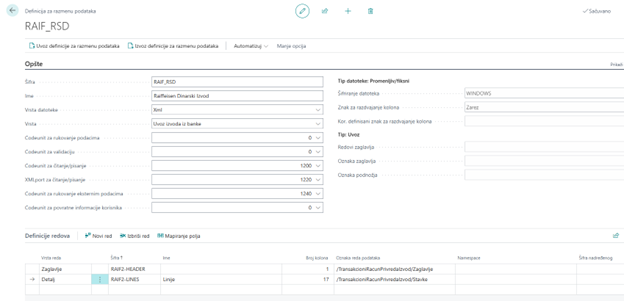 Definicija za razmenu podataka
Sačuvano
RAIF_RSD
Uvoz definicije za razmenu podataka
Izvoz definicije za razmenu podataka
Automatizuj
Manje opcija
Opšte
Šifra
RAIF_RSD
Ime
Raiffeisen Dinarski Izvod
Vrsta datoteke
Xml
Vrsta
Uvoz izvoda iz banke
Codeunit za rukovanje podacima
0
Codeunit za validaciju
0
Codeunit za čitanje/pisanje
1200
XMLport za čitanje/pisanje
1220
Codeunit za rukovanje eksternim podacima
1240
Codeunit za povratne informacije korisnika
0
Tip datoteke: Promenljiv/fiksni
Šifriranje datoteka
WINDOWS
Znak za razdvajanje kolona
Zarez
Kor. definisani znak za razdvajanje kolona
Tip: Uvoz
Redovi zaglavlja
Oznaka zaglavlja
Oznaka podnožja
Definicije redova
Novi red
Izbriši red
Mapiranje polja
Vrsta reda
Šifra ↑
Ime
Broj kolona
Oznaka reda podataka
Namespace
Šifra nadređenog
Zaglavlje
RAIF2-HEADER
1
/TransakcioniRacunPrivredaIzvod/Zaglavlje
Detalj
RAIF2-LINES
Linije
17
/TransakcioniRacunPrivredaIzvod/Stavke